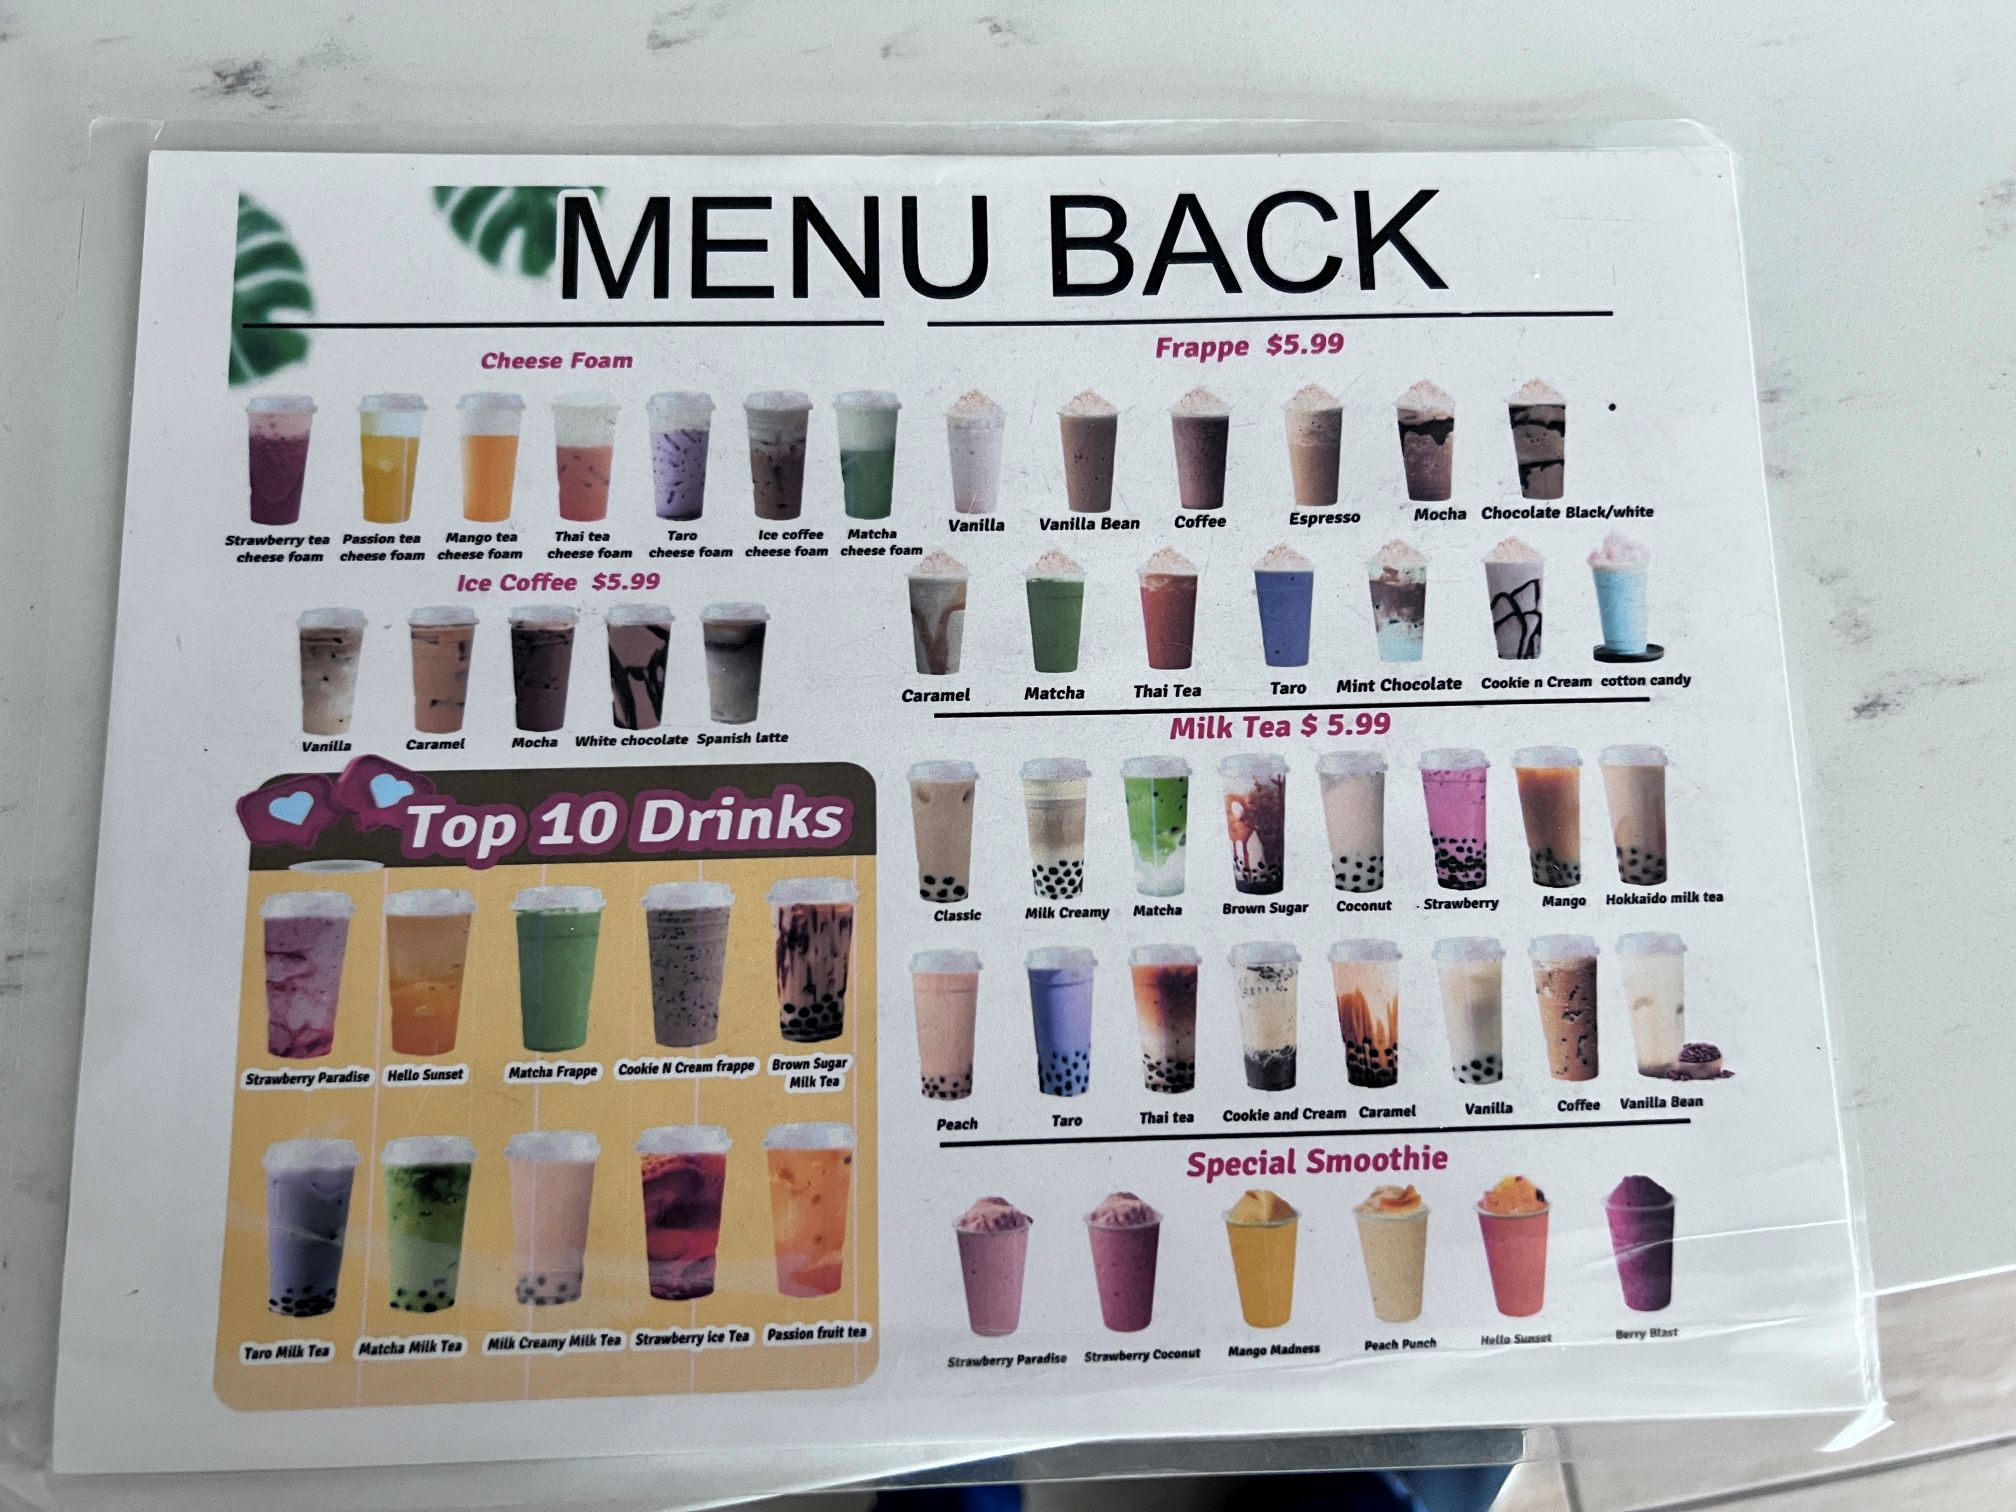 MENU BACK
Cheese Foam
Strawberry tea
cheese foam
Passion tea
cheese foam
Mango tea
cheese foam
Thai tea
cheese foam
Taro
cheese foam
Ice coffee
cheese foam
Matcha
cheese foam
Ice Coffee $5.99
Vanilla
Caramel
Mocha
White chocolate
Spanish latte
Top 10 Drinks
Strawberry Paradise
Hello Sunset
Matcha Frappe
Cookie N Cream frappe
Brown Sugar
Milk Tea
Taro Milk Tea
Matcha Milk Tea
Milk Creamy Milk Tea
Strawberry ice Tea
Passion fruit tea
Frappe $5.99
Vanilla
Vanilla Bean
Coffee
Espresso
Mocha
Chocolate Black/white
Caramel
Matcha
Thai Tea
Taro
Mint Chocolate
Cookie n Cream
cotton candy
Milk Tea $ 5.99
Classic
Milk Creamy
Matcha
Brown Sugar
Coconut
Strawberry
Mango
Hokkaido milk tea
Peach
Taro
Thai tea
Cookie and Cream
Caramel
Vanilla
Coffee
Vanilla Bean
Special Smoothie
Strawberry Paradise
Strawberry Coconut
Mango Madness
Peach Punch
Hello Sunset
Berry Blast